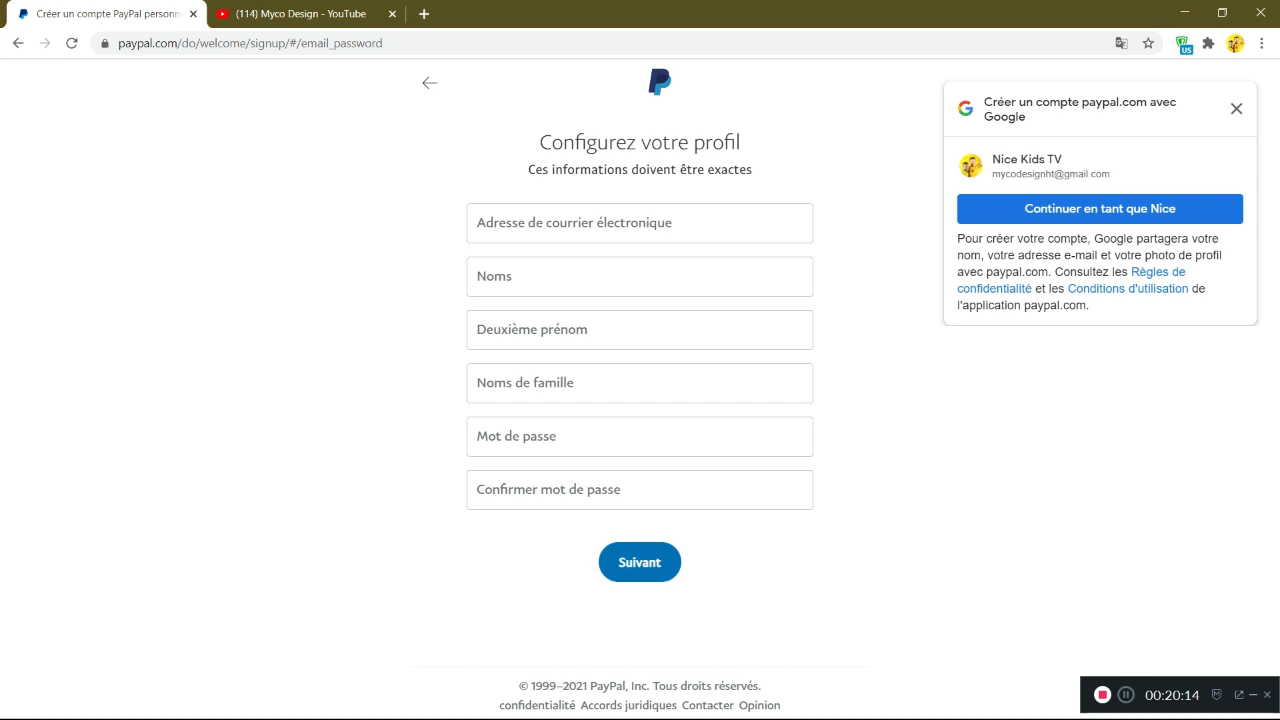 Créer un compte PayPal personn
(114) Myco Design - YouTube
paypal.com/do/welcome/signup/#/email_password
US
Configurez votre profil
Ces informations doivent être exactes
Adresse de courrier électronique
Noms
Deuxième prénom
Noms de famille
Mot de passe
Confirmer mot de passe
Suivant
Créer un compte paypal.com avec
Google
Nice Kids TV
mycodesignht@gmail.com
Continuer en tant que Nice
Pour créer votre compte, Google partagera votre
nom, votre adresse e-mail et votre photo de profil
avec paypal.com. Consultez les Règles de
confidentialité et les Conditions d'utilisation de
l'application paypal.com.
© 1999–2021 PayPal, Inc. Tous droits réservés.
confidentialité Accords juridiques Contacter Opinion
00:20:14